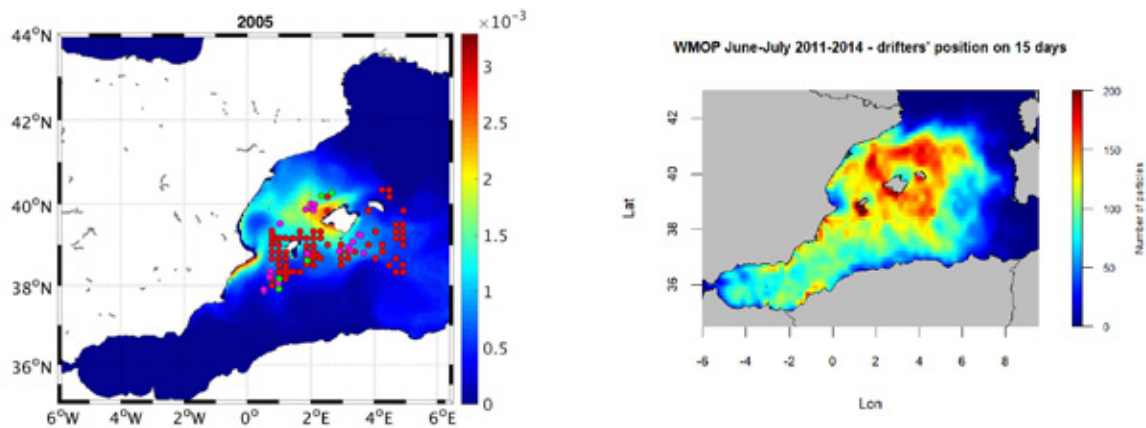 2005
×10⁻³
44°N
42°N
40°N
38°N
36°N
6°W
4°W
2°W
0°
2°E
4°E
6°E
3
2.5
2
1.5
1
0.5
0
WMOP June-July 2011-2014 - drifters' position on 15 days
Lat
42
40
38
36
-6
-4
-2
0
2
4
6
8
Lon
200
150
100
50
0
Number of particles